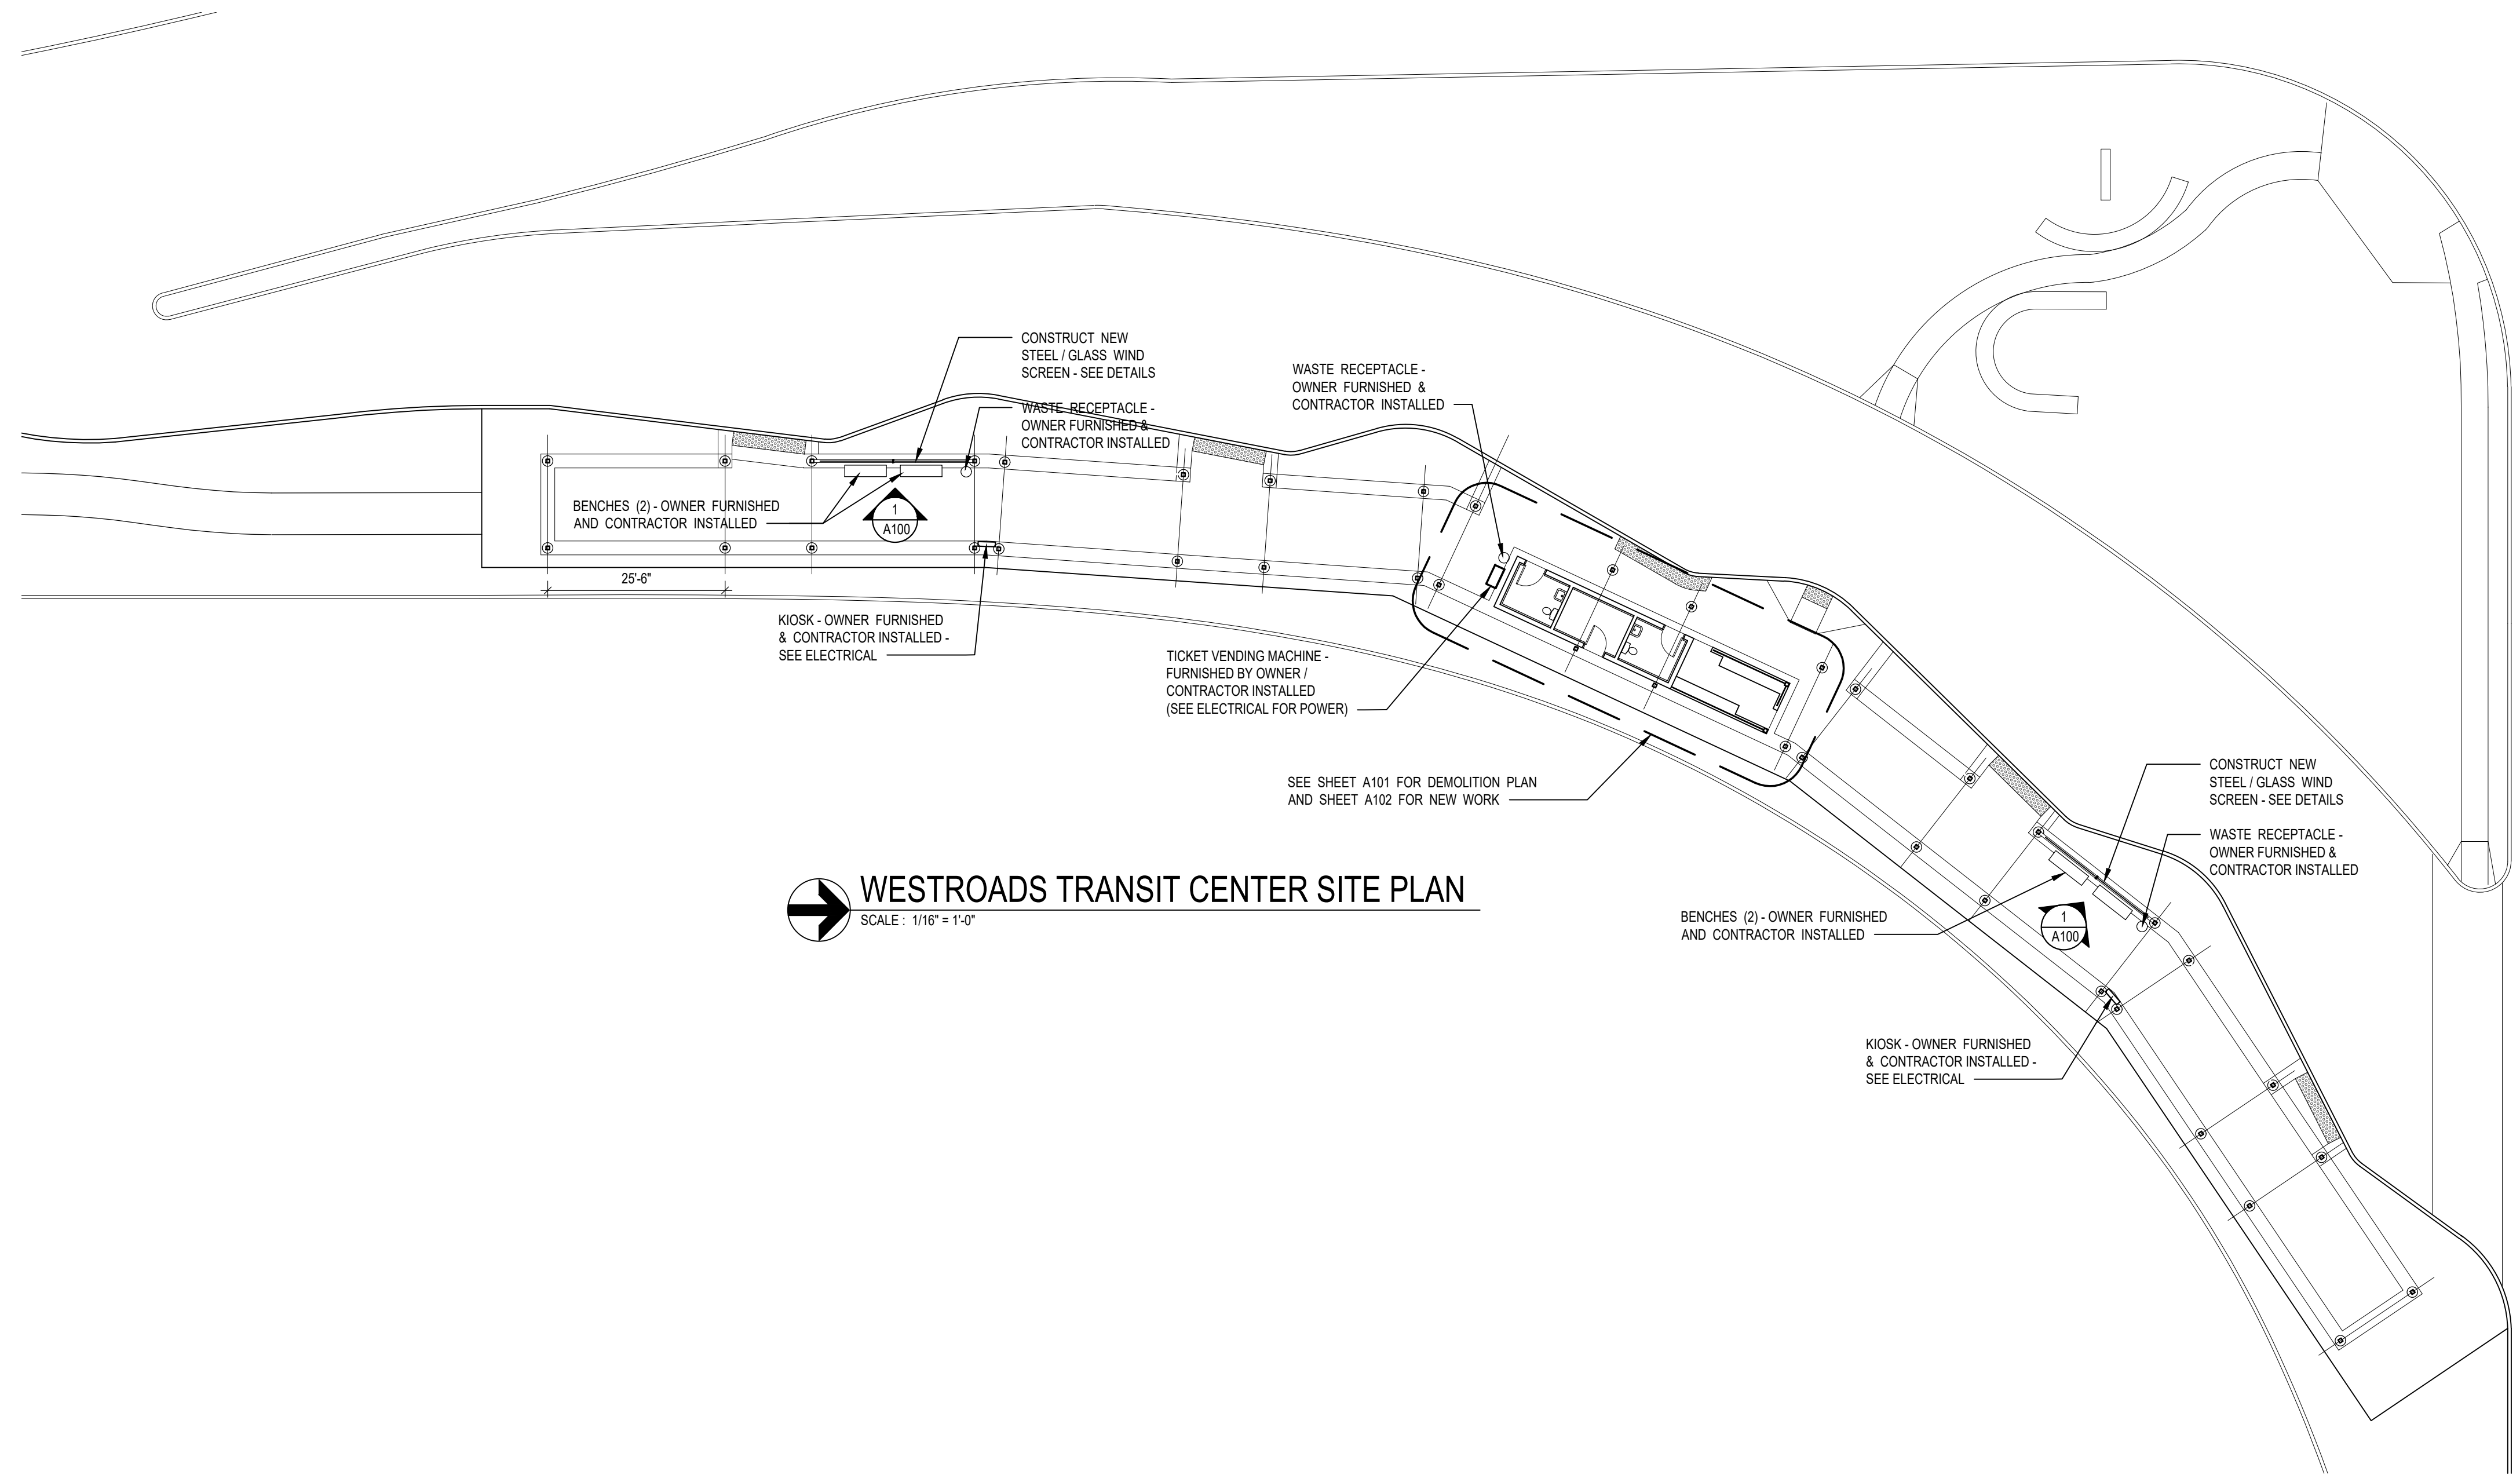 CONSTRUCT NEW
STEEL / GLASS WIND
SCREEN - SEE DETAILS
WASTE RECEPTACLE -
OWNER FURNISHED &
CONTRACTOR INSTALLED
WASTE RECEPTACLE -
OWNER FURNISHED &
CONTRACTOR INSTALLED
BENCHES (2) - OWNER FURNISHED
AND CONTRACTOR INSTALLED
1
A100
25'-6"
KIOSK - OWNER FURNISHED
& CONTRACTOR INSTALLED -
SEE ELECTRICAL
TICKET VENDING MACHINE -
FURNISHED BY OWNER /
CONTRACTOR INSTALLED
(SEE ELECTRICAL FOR POWER)
SEE SHEET A101 FOR DEMOLITION PLAN
AND SHEET A102 FOR NEW WORK
CONSTRUCT NEW
STEEL / GLASS WIND
SCREEN - SEE DETAILS
WASTE RECEPTACLE -
OWNER FURNISHED &
CONTRACTOR INSTALLED
WESTROADS TRANSIT CENTER SITE PLAN
SCALE : 1/16" = 1'-0"
BENCHES (2) - OWNER FURNISHED
AND CONTRACTOR INSTALLED
1
A100
KIOSK - OWNER FURNISHED
& CONTRACTOR INSTALLED -
SEE ELECTRICAL